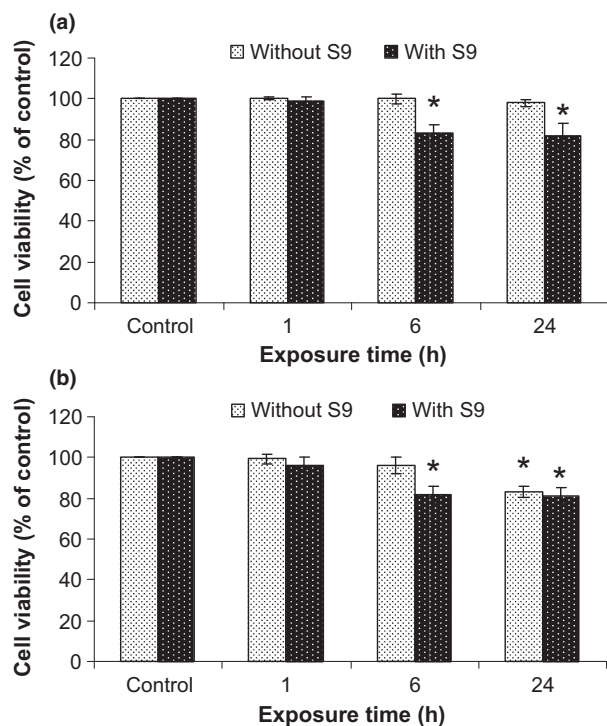 (a)
Without S9 With S9
Cell viability (% of control)
120
100
80
60
40
20
0
* *
Control 1 6 24
Exposure time (h)
(b)
Without S9 With S9
Cell viability (% of control)
120
100
80
60
40
20
0
* * *
Control 1 6 24
Exposure time (h)